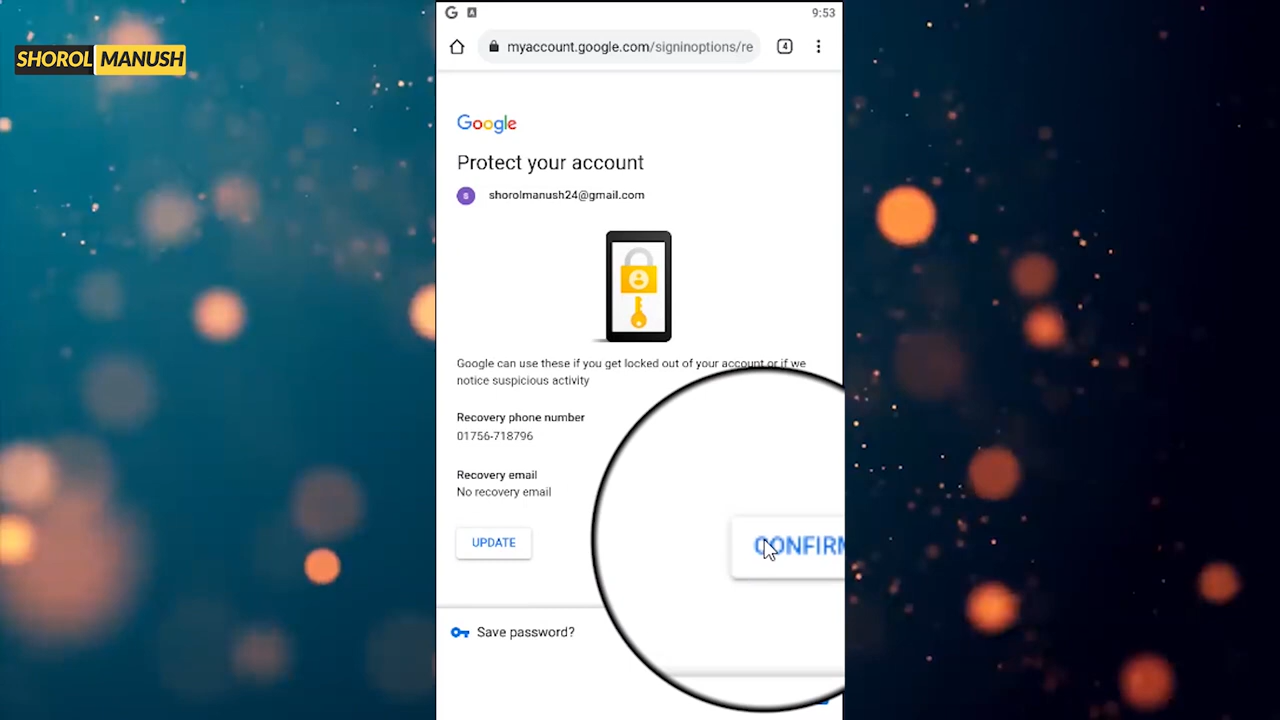 SHOROL MANUSH
9:53
myaccount.google.com/signinoptions/re
4
Google
Protect your account
shorolmanush24@gmail.com
Google can use these if you get locked out of your account or if we
notice suspicious activity
Recovery phone number
01756-718796
Recovery email
No recovery email
UPDATE
CONFIRM
Save password?